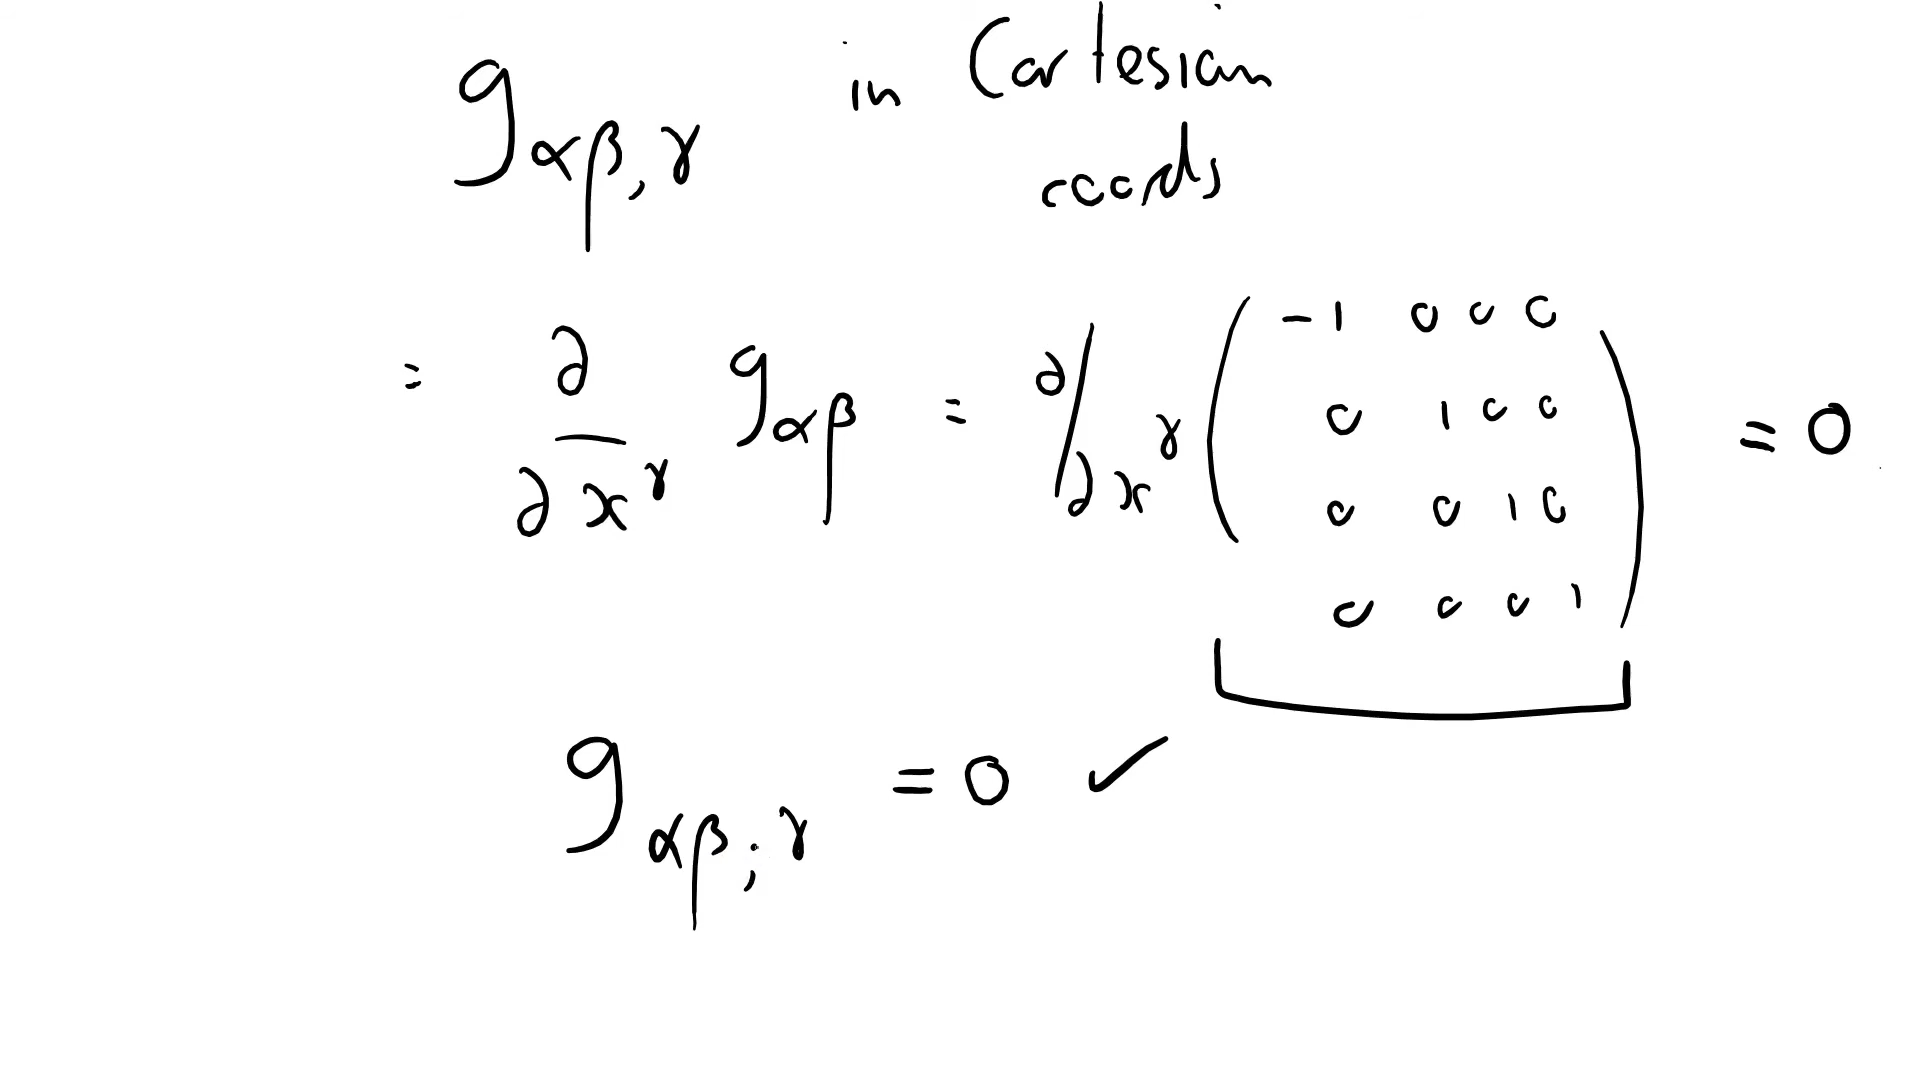 g_{αβ,γ} in Cartesian
coords
= ∂/∂x^γ g_{αβ} = ∂/∂x^γ ( -1 0 0 0
0 1 0 0
0 0 1 0
0 0 0 1 ) = 0
g_{αβ;γ} = 0 ✓